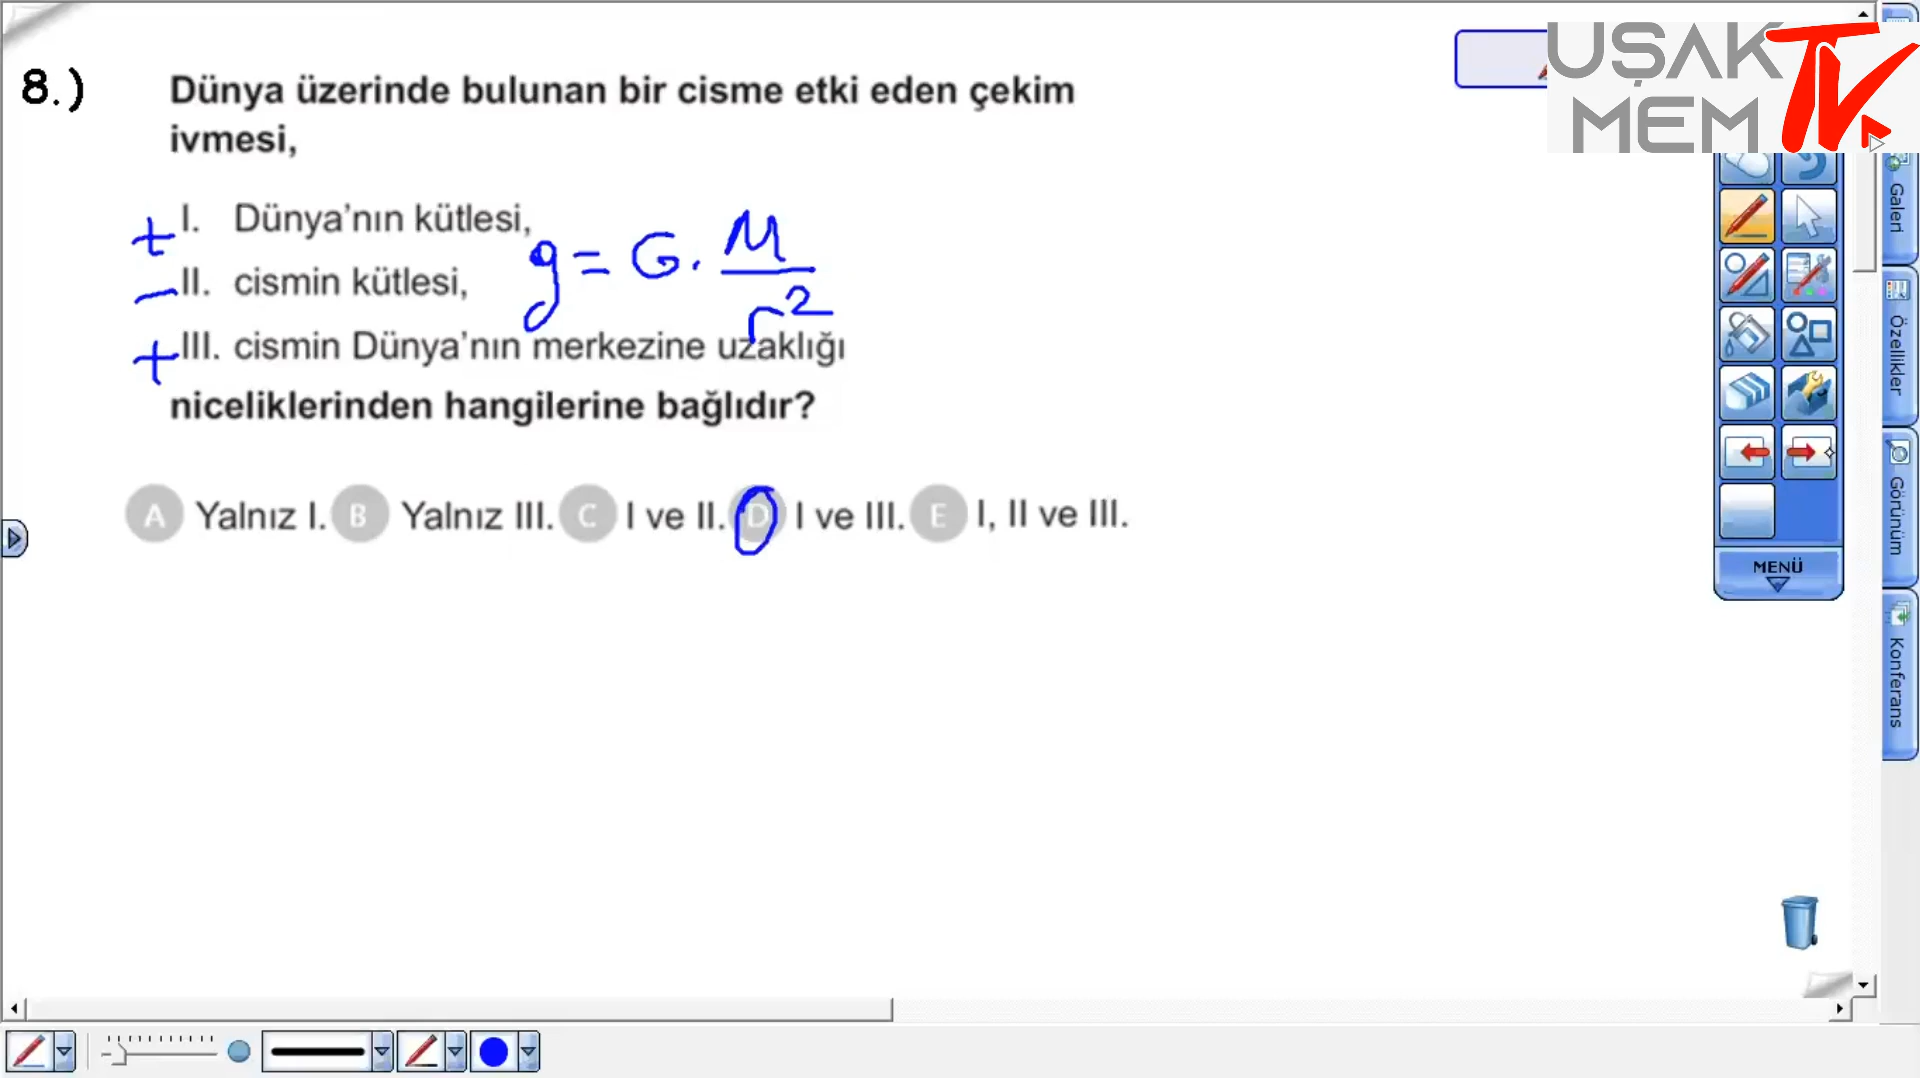 UŞAK
MEM TV
8.) Dünya üzerinde bulunan bir cisme etki eden çekim
ivmesi,
+ I. Dünya'nın kütlesi,
g = G. M/r²
– II. cismin kütlesi,
+ III. cismin Dünya'nın merkezine uzaklığı
niceliklerinden hangilerine bağlıdır?
A Yalnız I. B Yalnız III. C I ve II. D I ve III. E I, II ve III.
MENÜ
Galeri
Özellikler
Görünüm
Konferans